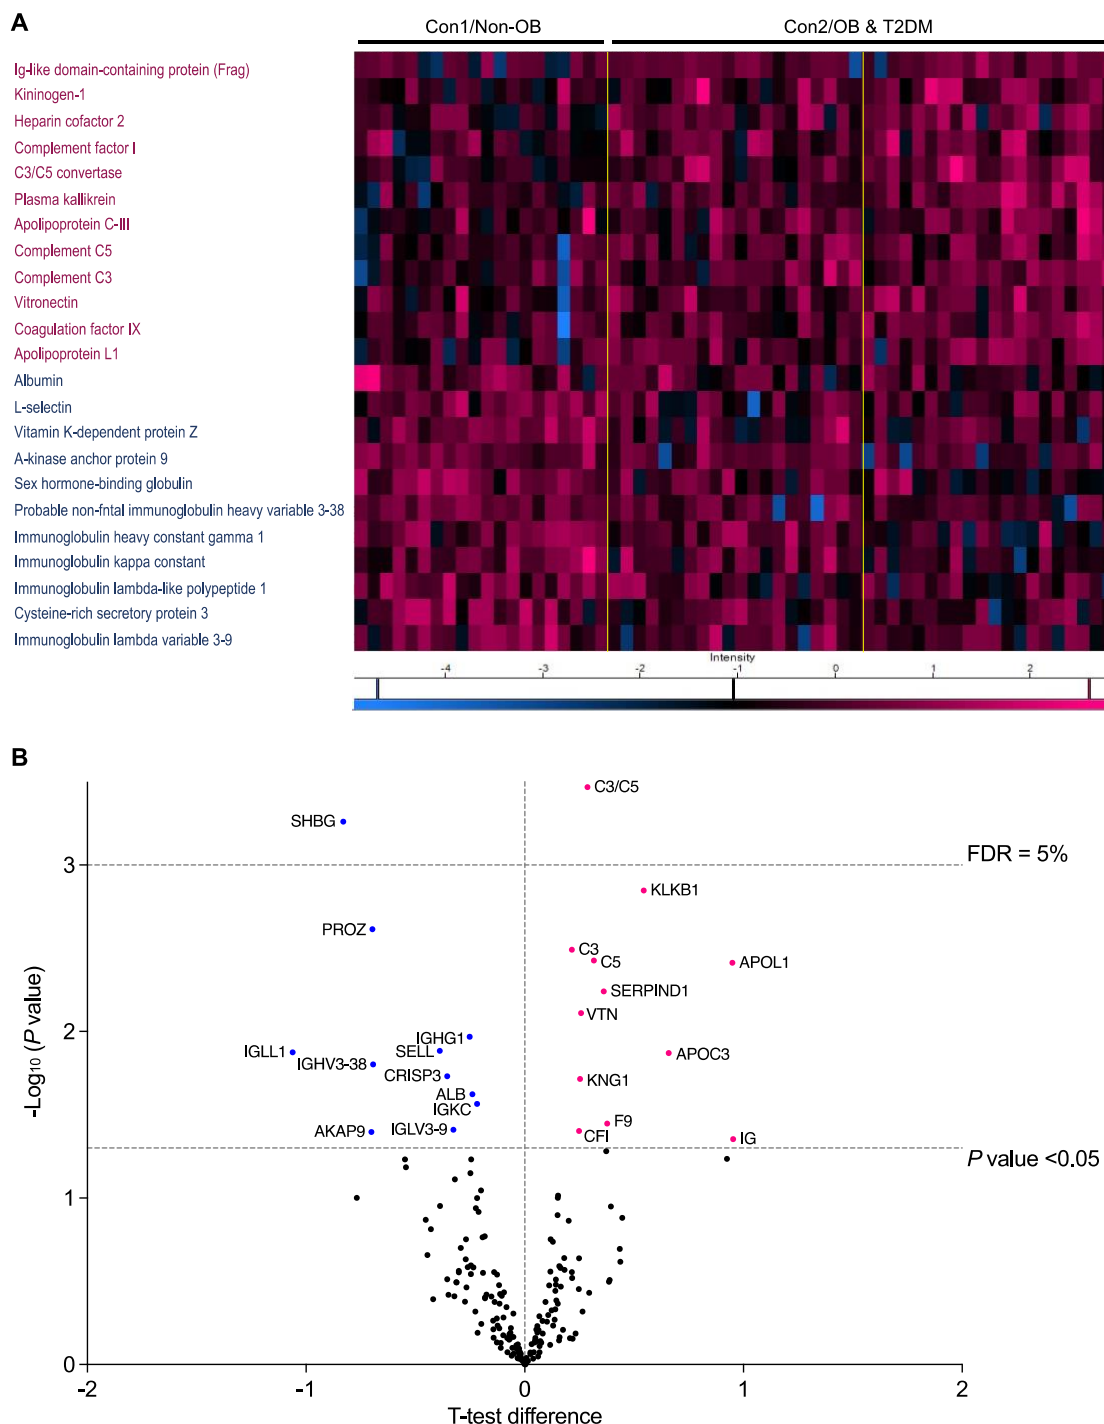 A
Con1/Non-OB
Con2/OB & T2DM
Ig-like domain-containing protein (Frag)
Kininogen-1
Heparin cofactor 2
Complement factor I
C3/C5 convertase
Plasma kallikrein
Apolipoprotein C-III
Complement C5
Complement C3
Vitronectin
Coagulation factor IX
Apolipoprotein L1
Albumin
L-selectin
Vitamin K-dependent protein Z
A-kinase anchor protein 9
Sex hormone-binding globulin
Probable non-fntal immunoglobulin heavy variable 3-38
Immunoglobulin heavy constant gamma 1
Immunoglobulin kappa constant
Immunoglobulin lambda-like polypeptide 1
Cysteine-rich secretory protein 3
Immunoglobulin lambda variable 3-9
Intensity
-4 -3 -2 -1 0 1 2
B
C3/C5
SHBG
FDR = 5%
3
KLKB1
PROZ
C3
C5
APOL1
SERPIND1
VTN
2
IGHG1
IGLL1
SELL
APOC3
IGHV3-38
CRISP3
KNG1
ALB
IGKC
F9
AKAP9
IGLV3-9
CFI
IG
P value <0.05
1
0
-Log10 (P value)
-2 -1 0 1 2
T-test difference